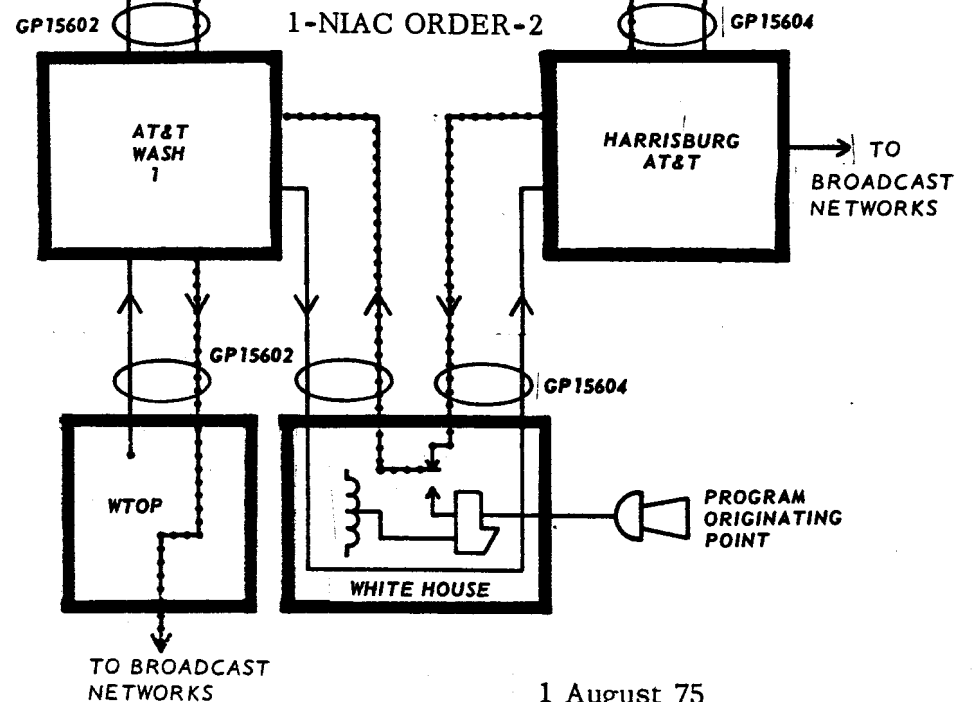 GP15602
1-NIAC ORDER-2
GP15604
AT&T
WASH
1
HARRISBURG
AT&T
TO
BROADCAST
NETWORKS
GP15602
GP15604
WTOP
PROGRAM
ORIGINATING
POINT
WHITE HOUSE
TO BROADCAST
NETWORKS
1 August 75